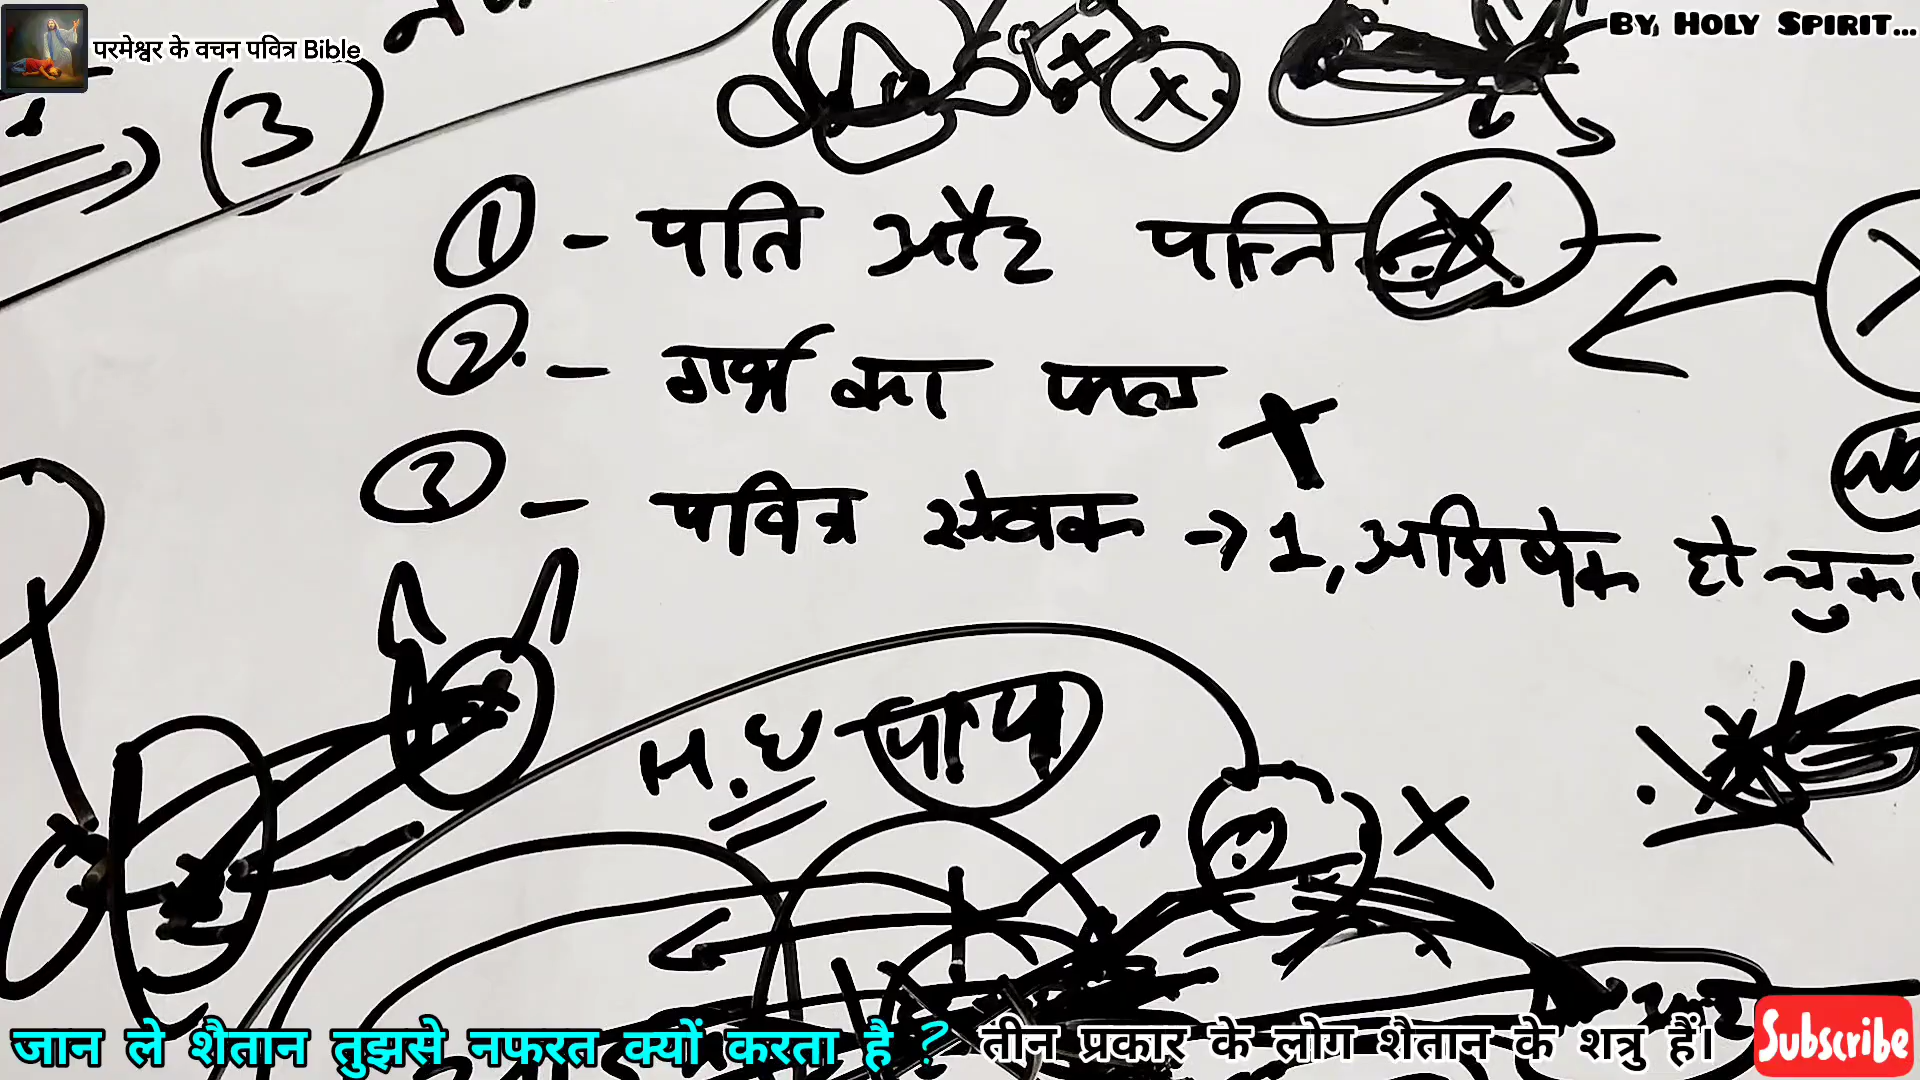 By, Holy Spirit...
परमेश्वर के वचन पवित्र Bible
(3)
① - पति और पत्नि
② - गर्भ का फल X
③ - पवित्र सेवक → 1, अभिषेक हो चुका
म.ध - पाप
जान ले शैतान तुझसे नफरत क्यों करता है ? तीन प्रकार के लोग शैतान के शत्रु हैं।
Subscribe